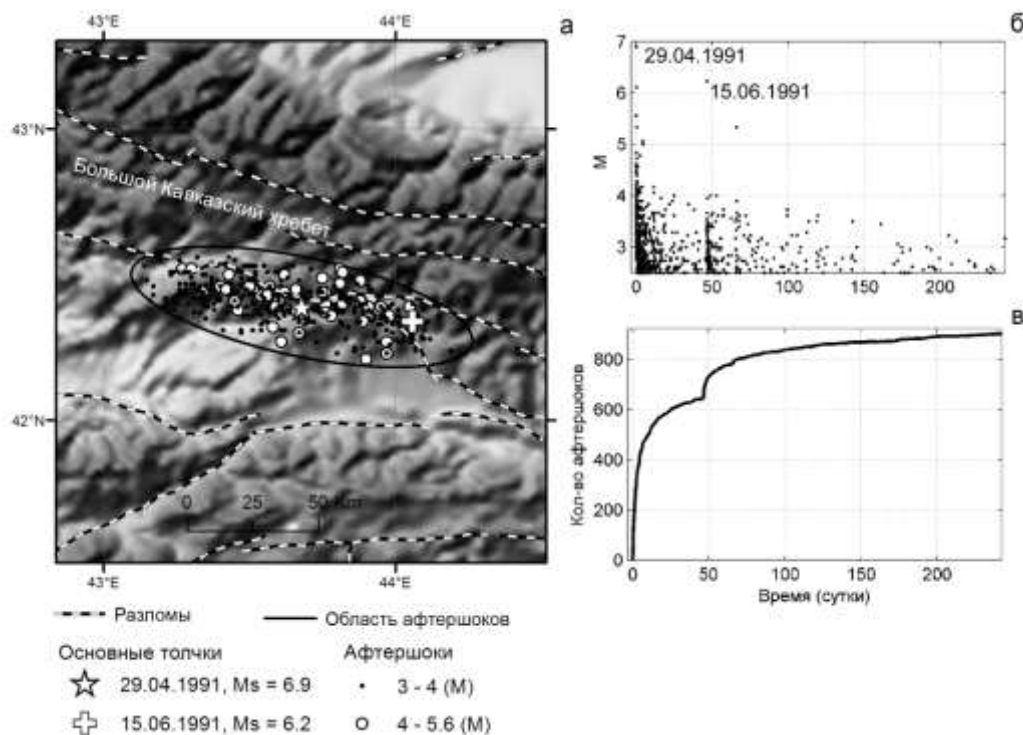 43°E
44°E
а
43°N
Большой Кавказский хребет
42°N
0 25 50 Км
43°E
44°E
Разломы
Область афтершоков
Основные толчки
Афтершоки
29.04.1991, Ms = 6.9
3 - 4 (M)
15.06.1991, Ms = 6.2
4 - 5.6 (M)
б
7
29.04.1991
15.06.1991
6
5
M
4
3
0 50 100 150 200
в
800
600
400
200
0
Кол-во афтершоков
0 50 100 150 200
Время (сутки)